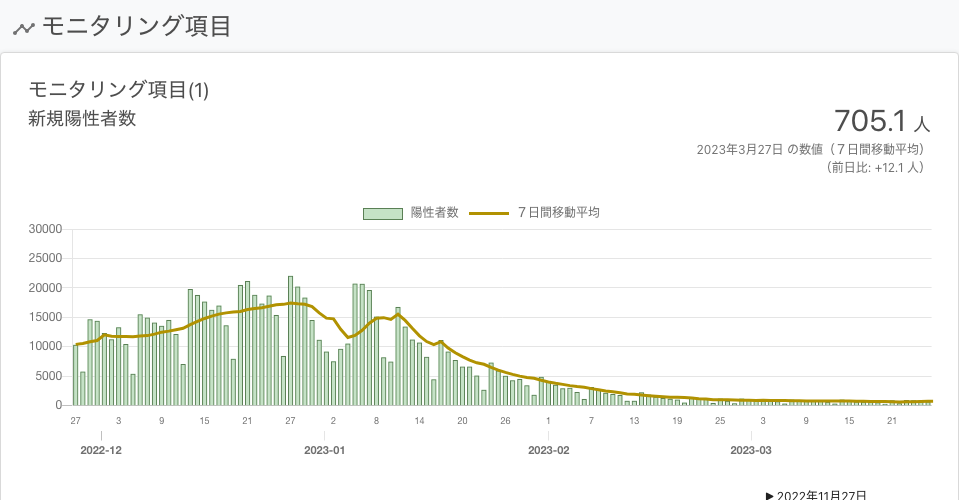 モニタリング項目
モニタリング項目(1)
新規陽性者数
705.1 人
2023年3月27日 の数値（７日間移動平均）
（前日比: +12.1 人）
陽性者数 ７日間移動平均
30000
25000
20000
15000
10000
5000
0
27 3 9 15 21 27 2 8 14 20 26 1 7 13 19 25 3 9 15 21
2022-12 2023-01 2023-02 2023-03
▶ 2022年11月27日